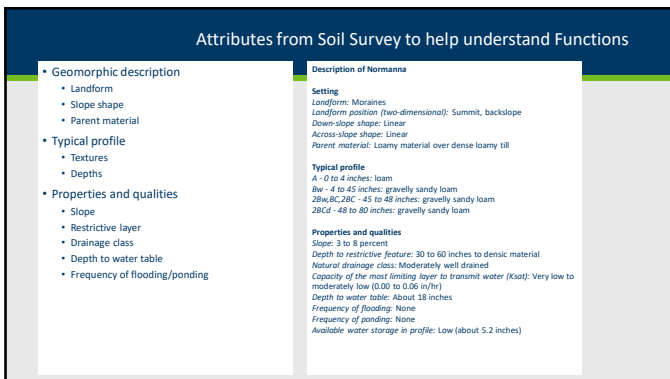 Attributes from Soil Survey to help understand Functions
• Geomorphic description
• Landform
• Slope shape
• Parent material
• Typical profile
• Textures
• Depths
• Properties and qualities
• Slope
• Restrictive layer
• Drainage class
• Depth to water table
• Frequency of flooding/ponding
Description of Normanna
Setting
Landform: Moraines
Landform position (two-dimensional): Summit, backslope
Down-slope shape: Linear
Across-slope shape: Linear
Parent material: Loamy material over dense loamy till
Typical profile
A - 0 to 4 inches: loam
Bw - 4 to 45 inches: gravelly sandy loam
2Bw,BC,2BC - 45 to 48 inches: gravelly sandy loam
2BCd - 48 to 80 inches: gravelly sandy loam
Properties and qualities
Slope: 3 to 8 percent
Depth to restrictive feature: 30 to 60 inches to densic material
Natural drainage class: Moderately well drained
Capacity of the most limiting layer to transmit water (Ksat): Very low to
moderately low (0.00 to 0.06 in/hr)
Depth to water table: About 18 inches
Frequency of flooding: None
Frequency of ponding: None
Available water storage in profile: Low (about 5.2 inches)